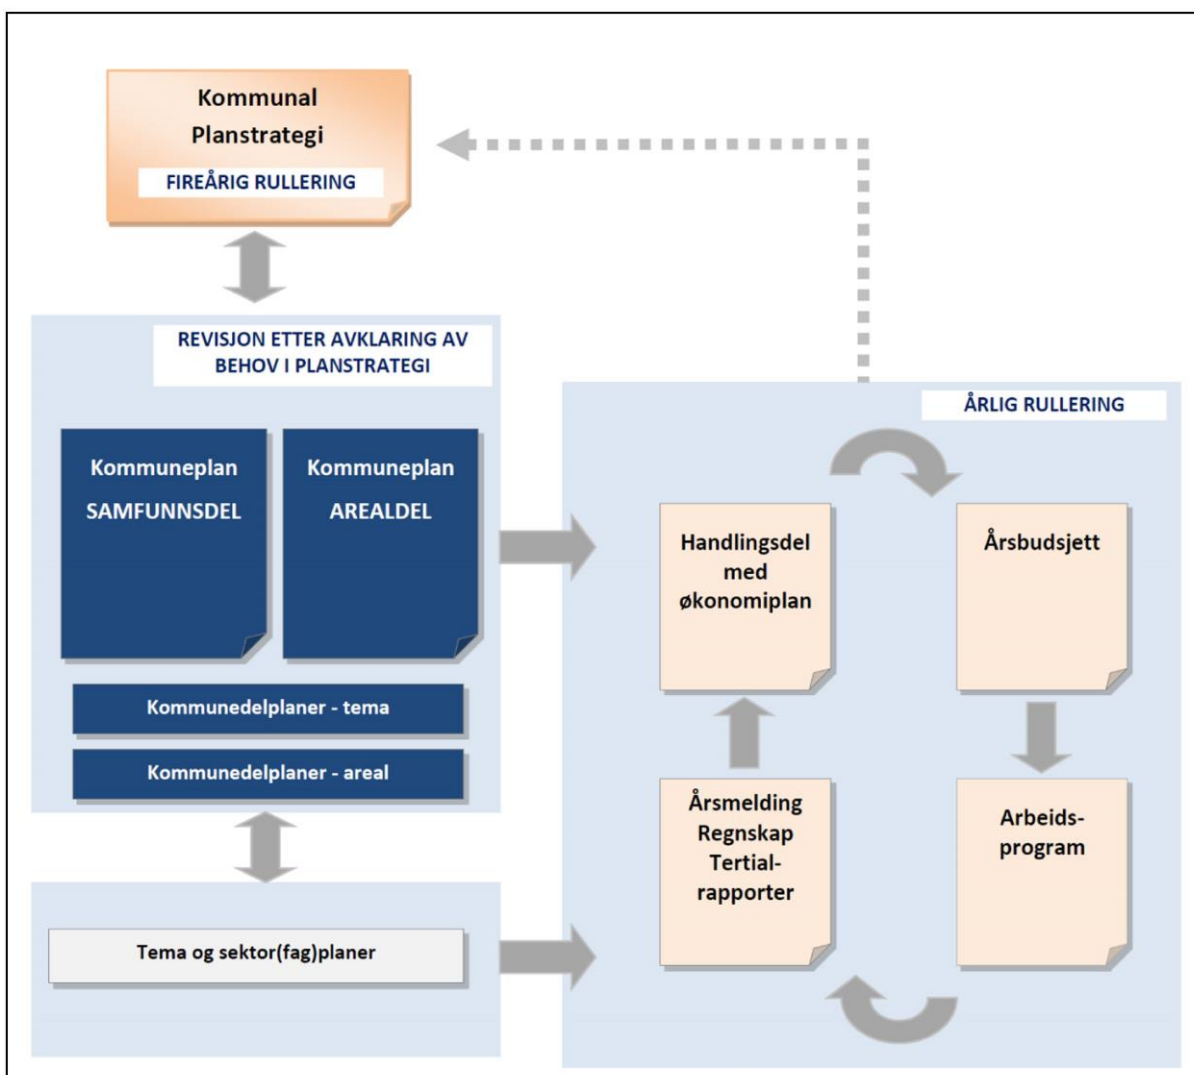 Kommunal
Planstrategi
FIREÅRIG RULLERING
REVISJON ETTER AVKLARING AV
BEHOV I PLANSTRATEGI
Kommuneplan
SAMFUNNSDEL
Kommuneplan
AREALDEL
Kommunedelplaner - tema
Kommunedelplaner - areal
Tema og sektor(fag)planer
ÅRLIG RULLERING
Handlingsdel
med
økonomiplan
Årsbudsjett
Årsmelding
Regnskap
Tertial-
rapporter
Arbeids-
program